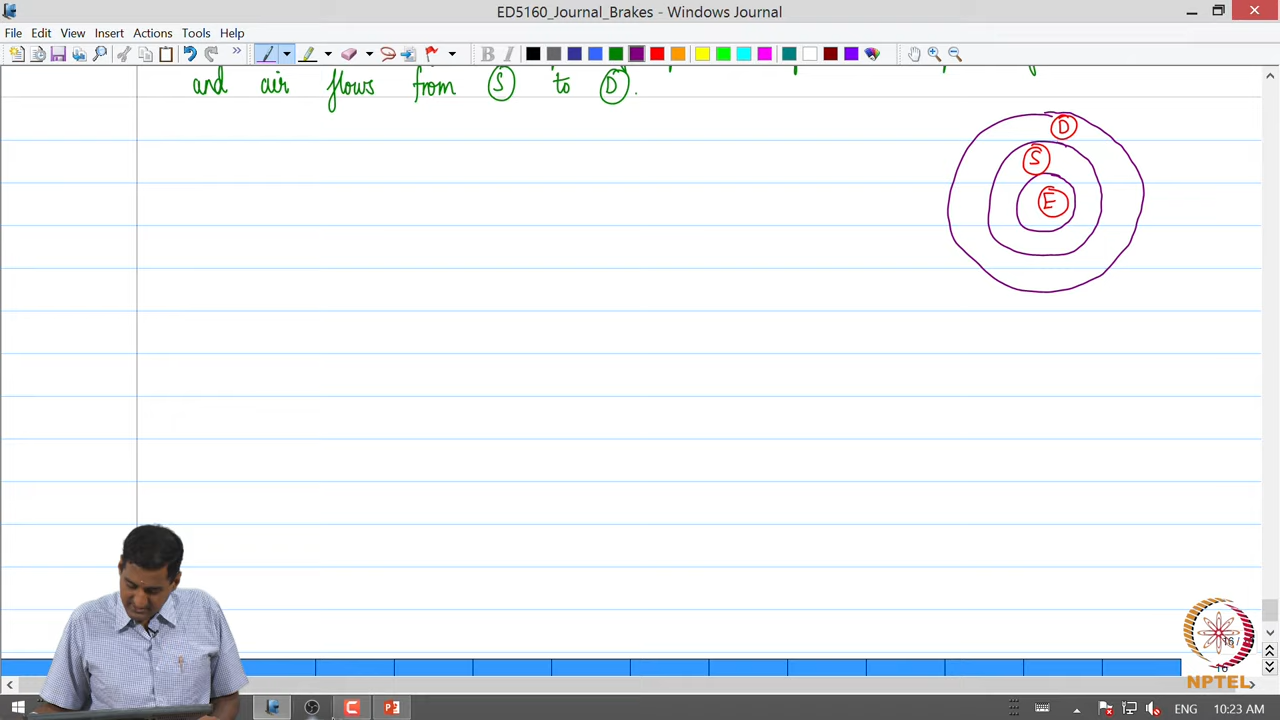 ED5160_Journal_Brakes - Windows Journal
File Edit View Insert Actions Tools Help
and air flows from S to D.
D
S
E
16
NPTEL
ENG 10:23 AM